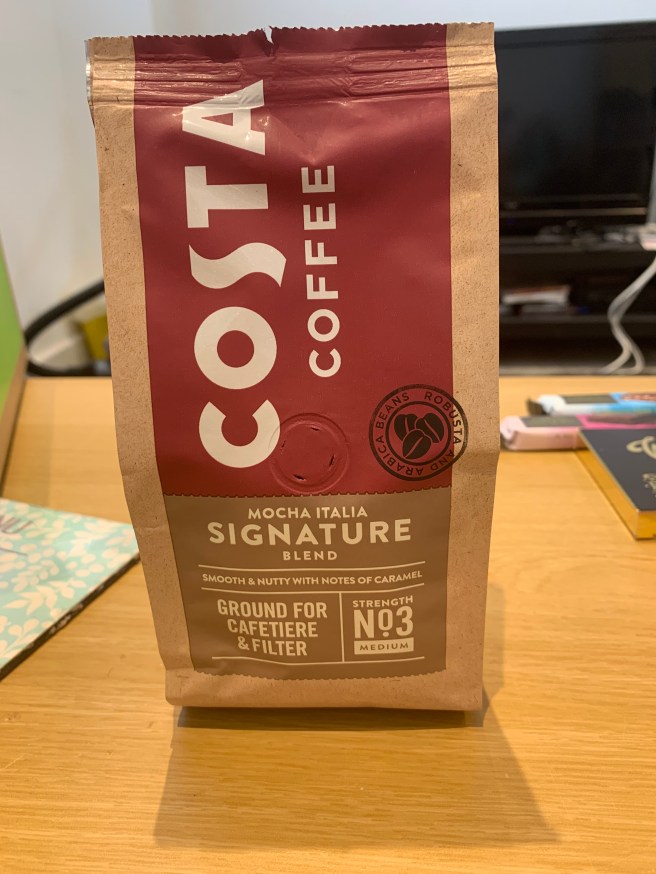 COSTA
COFFEE
ROBUSTA AND ARABICA BEANS
MOCHA ITALIA
SIGNATURE
BLEND
SMOOTH & NUTTY WITH NOTES OF CARAMEL
GROUND FOR
CAFETIERE
& FILTER
STRENGTH
No3
MEDIUM